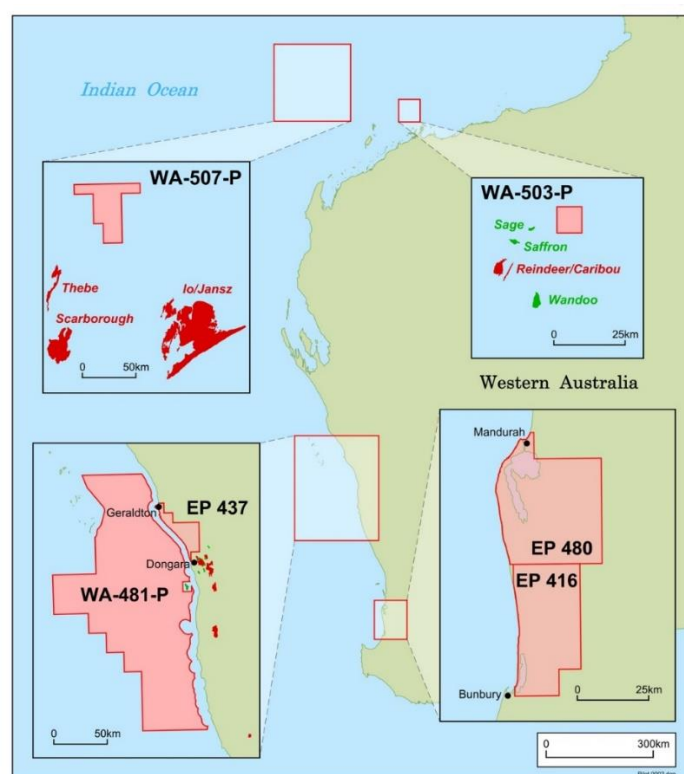 Indian Ocean
WA-507-P
Thebe
Scarborough
Io/Jansz
0 50km
WA-503-P
Sage
Saffron
Reindeer/Caribou
Wandoo
0 25km
Western Australia
Geraldton
EP 437
Dongara
WA-481-P
0 50km
Mandurah
EP 480
EP 416
Bunbury
0 25km
0 300km